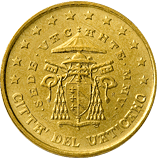 SEDE VACANTE
CITTA' DEL VATICANO